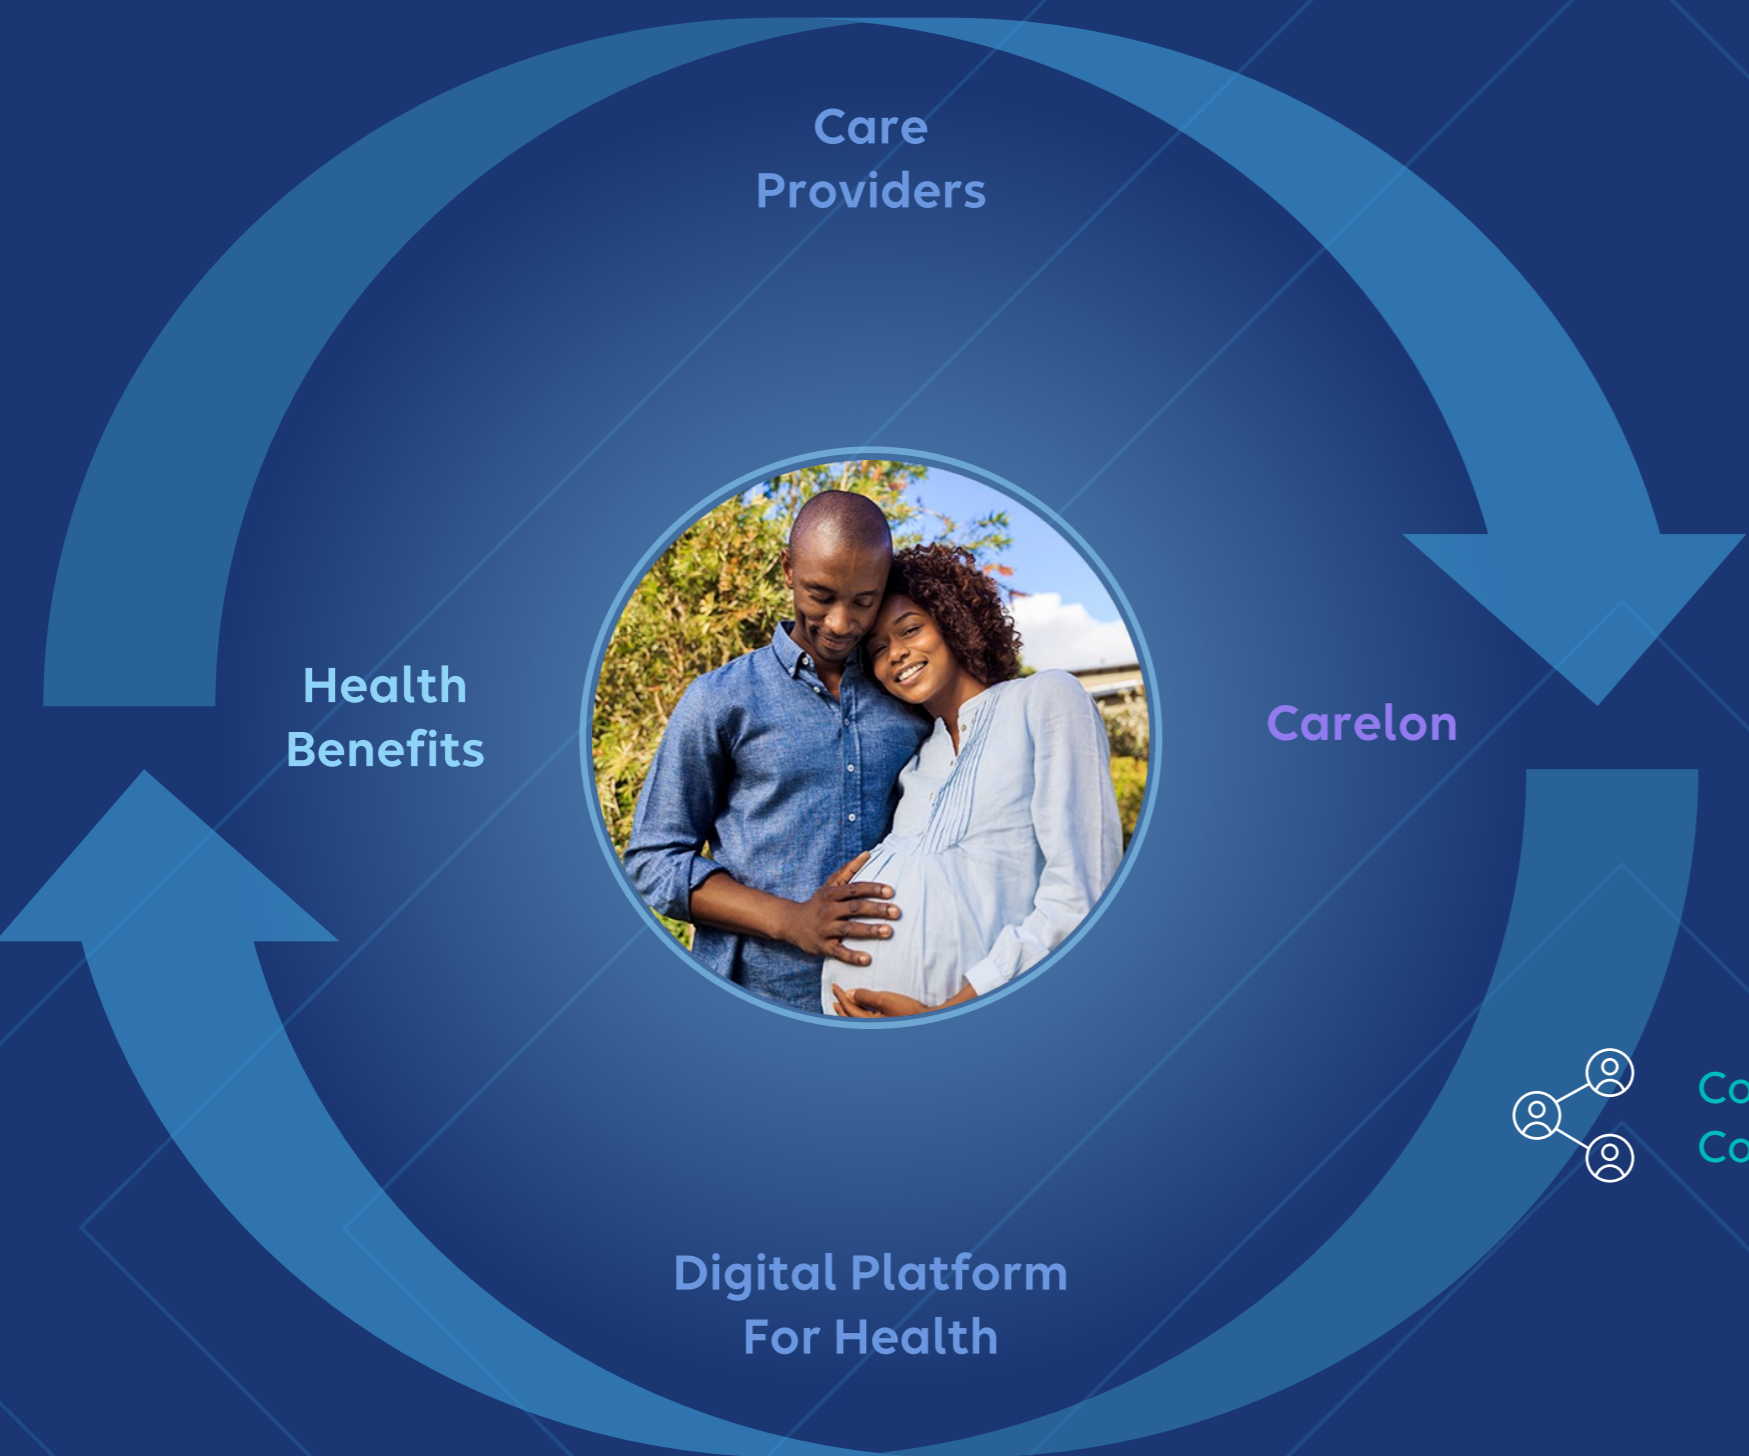 Care
Providers
Health
Benefits
Carelon
Digital Platform
For Health